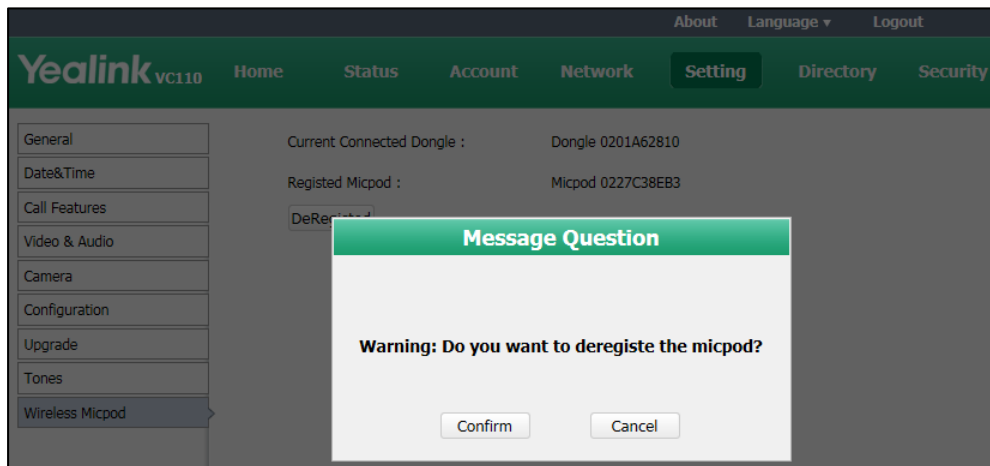 About Language ▾ Logout
Yealink VC110 Home Status Account Network Setting Directory Security
General
Current Connected Dongle : Dongle 0201A62810
Date&Time
Registed Micpod : Micpod 0227C38EB3
Call Features
DeRegisted
Video & Audio
Message Question
Camera
Configuration
Upgrade
Warning: Do you want to deregiste the micpod?
Tones
Wireless Micpod
Confirm Cancel